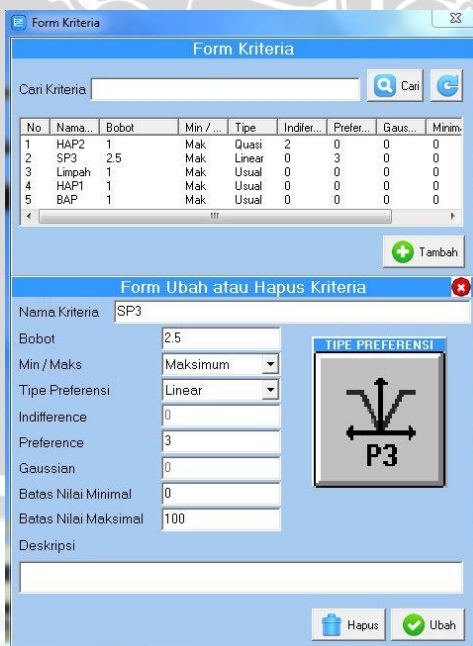 Form Kriteria
Form Kriteria
Cari Kriteria Cari
No Nama... Bobot Min / ... Tipe Indifer... Prefer... Gaus... Minim
1 HAP2 1 Mak Quasi 2 0 0 0
2 SP3 2.5 Mak Linear 0 3 0 0
3 Limpah 1 Mak Usual 0 0 0 0
4 HAP1 1 Mak Usual 0 0 0 0
5 BAP 1 Mak Usual 0 0 0 0
Tambah
Form Ubah atau Hapus Kriteria
Nama Kriteria SP3
Bobot 2.5
Min / Maks Maksimum
Tipe Preferensi Linear
Indifference 0
Preference 3
Gaussian 0
Batas Nilai Minimal 0
Batas Nilai Maksimal 100
TIPE PREFERENSI
P3
Deskripsi
Hapus Ubah